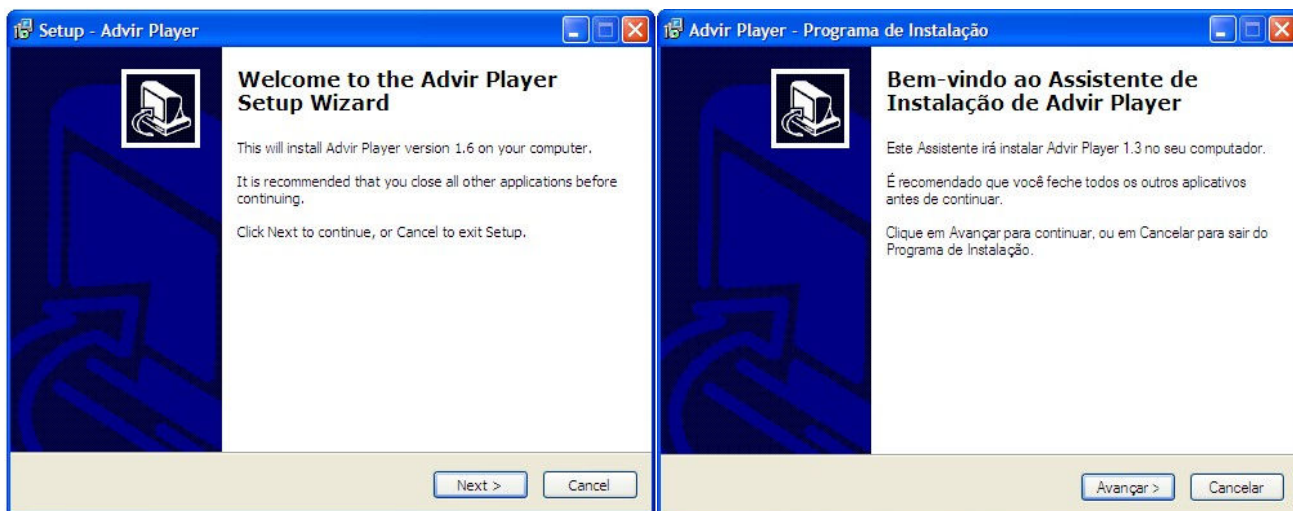 Setup - Advir Player
Welcome to the Advir Player
Setup Wizard
This will install Advir Player version 1.6 on your computer.
It is recommended that you close all other applications before
continuing.
Click Next to continue, or Cancel to exit Setup.
Next >
Cancel
Advir Player - Programa de Instalação
Bem-vindo ao Assistente de
Instalação de Advir Player
Este Assistente irá instalar Advir Player 1.3 no seu computador.
É recomendado que você feche todos os outros aplicativos
antes de continuar.
Clique em Avançar para continuar, ou em Cancelar para sair do
Programa de Instalação.
Avançar >
Cancelar